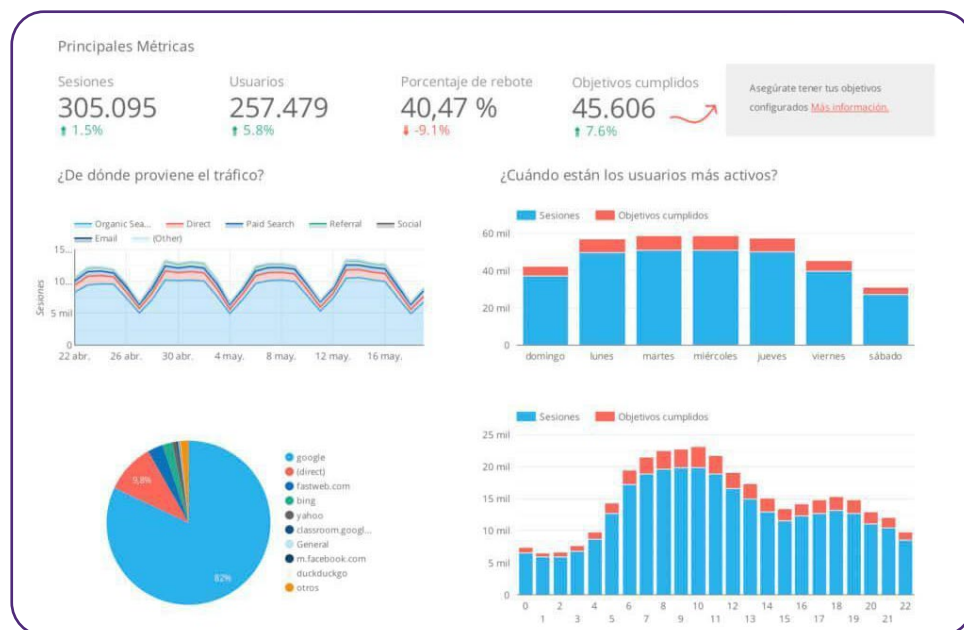 Principales Métricas
Sesiones
305.095
1.5%
Usuarios
257.479
5.8%
Porcentaje de rebote
40,47 %
-9.1%
Objetivos cumplidos
45.606
7.6%
Asegúrate tener tus objetivos
configurados Más información.
¿De dónde proviene el tráfico?
Organic Sea... Direct Paid Search Referral Social
Email (Other)
Sesiones
15...
10...
5 mil
0
22 abr. 26 abr. 30 abr. 4 may. 8 may. 12 may. 16 may.
¿Cuándo están los usuarios más activos?
Sesiones Objetivos cumplidos
60 mil
40 mil
20 mil
0
domingo lunes martes miércoles jueves viernes sábado
9,8%
82%
google
(direct)
fastweb.com
bing
yahoo
classroom.googl...
General
m.facebook.com
duckduckgo
otros
Sesiones Objetivos cumplidos
25 mil
20 mil
15 mil
10 mil
5 mil
0
0 2 4 6 8 10 12 14 16 18 20 22
1 3 5 7 9 11 13 15 17 19 21